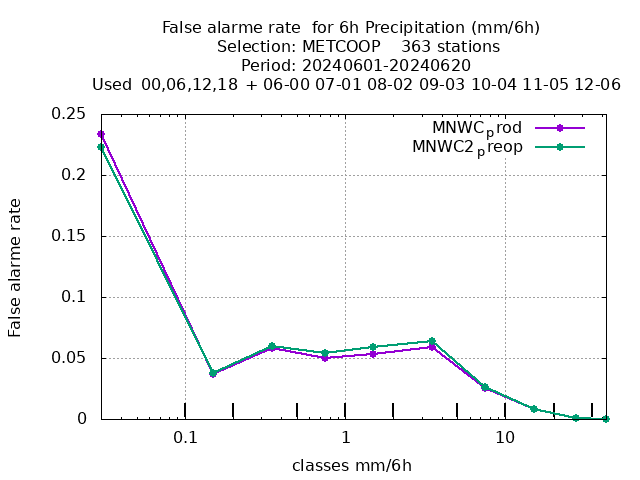 False alarme rate  for 6h Precipitation (mm/6h)
Selection: METCOOP    363 stations
Period: 20240601-20240620
Used  00,06,12,18  + 06-00 07-01 08-02 09-03 10-04 11-05 12-06
MNWCprod
MNWC2preop
0.25
0.2
0.15
0.1
0.05
0
False alarme rate
0.1
1
10
classes mm/6h